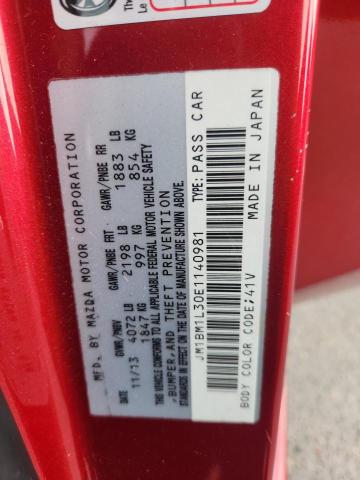 Th
Le
MFD. BY MAZDA MOTOR CORPORATION
GVWR/PNBV GAWR/PNBE FRT GAWR/PNBE RR
11/13 4072 LB 2198 LB 1883 LB
1847 KG 997 KG 854 KG
THIS VEHICLE CONFORMS TO ALL APPLICABLE FEDERAL MOTOR VEHICLE SAFETY
,BUMPER,AND THEFT PREVENTION
STANDARDS IN EFFECT ON THE DATE OF MANUFACTURE SHOWN ABOVE.
JM1BM1L30E1140981 TYPE: PASS CAR
BODY COLOR CODE;41V MADE IN JAPAN